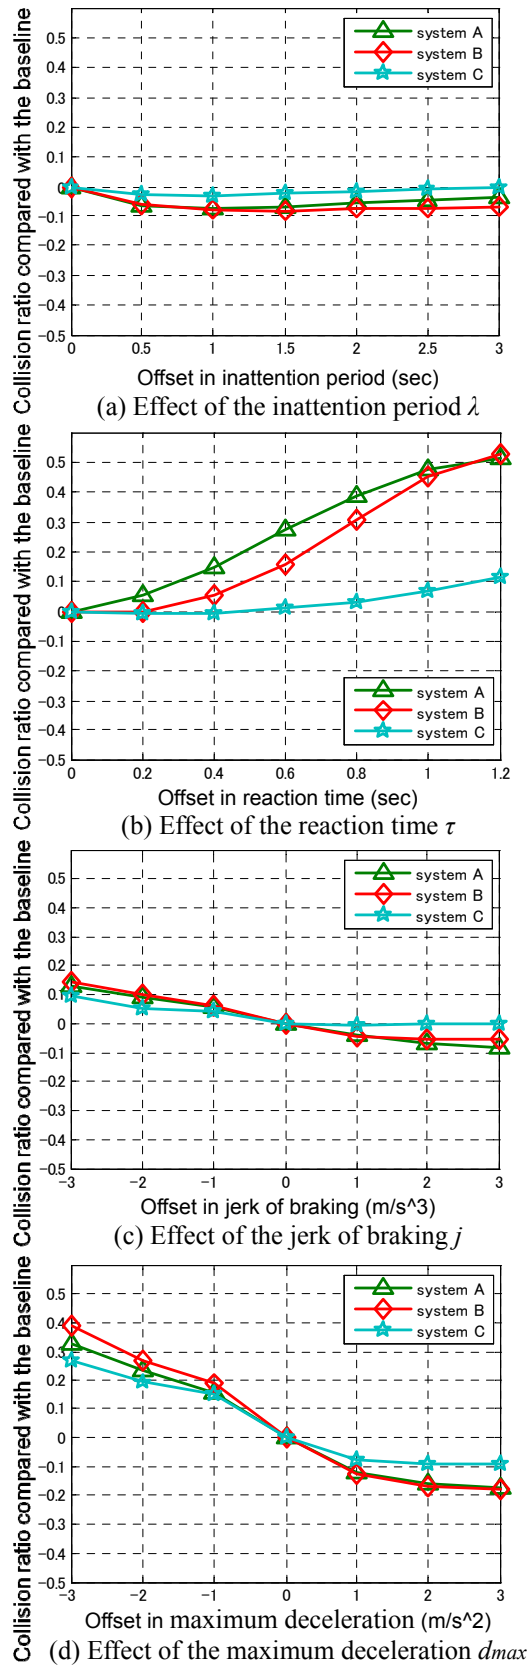 Collision ratio compared with the baseline
0.5
0.4
0.3
0.2
0.1
0
-0.1
-0.2
-0.3
-0.4
-0.5
system A
system B
system C
0 0.5 1 1.5 2 2.5 3
Offset in inattention period (sec)
(a) Effect of the inattention period λ
Collision ratio compared with the baseline
0.5
0.4
0.3
0.2
0.1
0
-0.1
-0.2
-0.3
-0.4
-0.5
system A
system B
system C
0 0.2 0.4 0.6 0.8 1 1.2
Offset in reaction time (sec)
(b) Effect of the reaction time τ
Collision ratio compared with the baseline
0.5
0.4
0.3
0.2
0.1
0
-0.1
-0.2
-0.3
-0.4
-0.5
system A
system B
system C
-3 -2 -1 0 1 2 3
Offset in jerk of braking (m/s^3)
(c) Effect of the jerk of braking j
Collision ratio compared with the baseline
0.5
0.4
0.3
0.2
0.1
0
-0.1
-0.2
-0.3
-0.4
-0.5
system A
system B
system C
-3 -2 -1 0 1 2 3
Offset in maximum deceleration (m/s^2)
(d) Effect of the maximum deceleration dmax